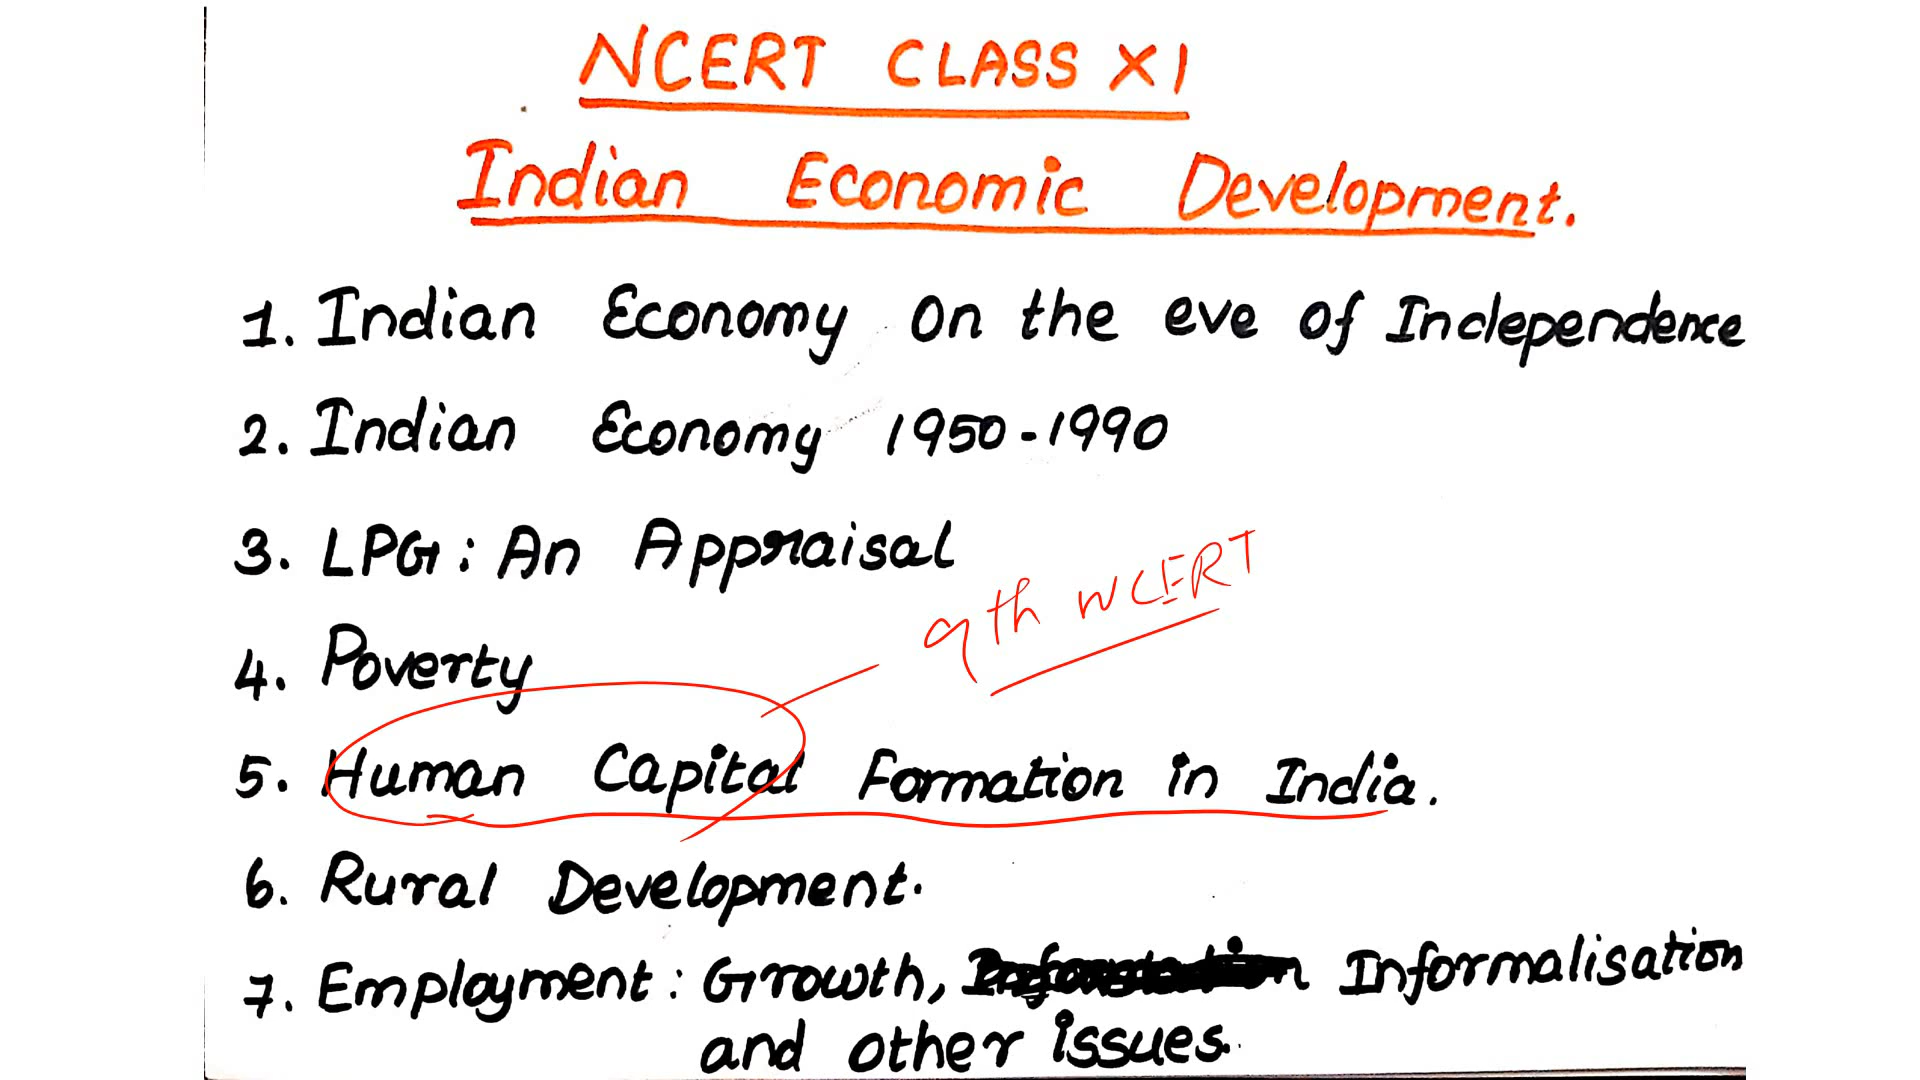 NCERT CLASS XI
Indian Economic Development.
1. Indian Economy On the eve of Independence
2. Indian Economy 1950-1990
3. LPG: An Appraisal
9th NCERT
4. Poverty
5. Human Capital Formation in India.
6. Rural Development.
7. Employment: Growth, Informalisation
and other issues.